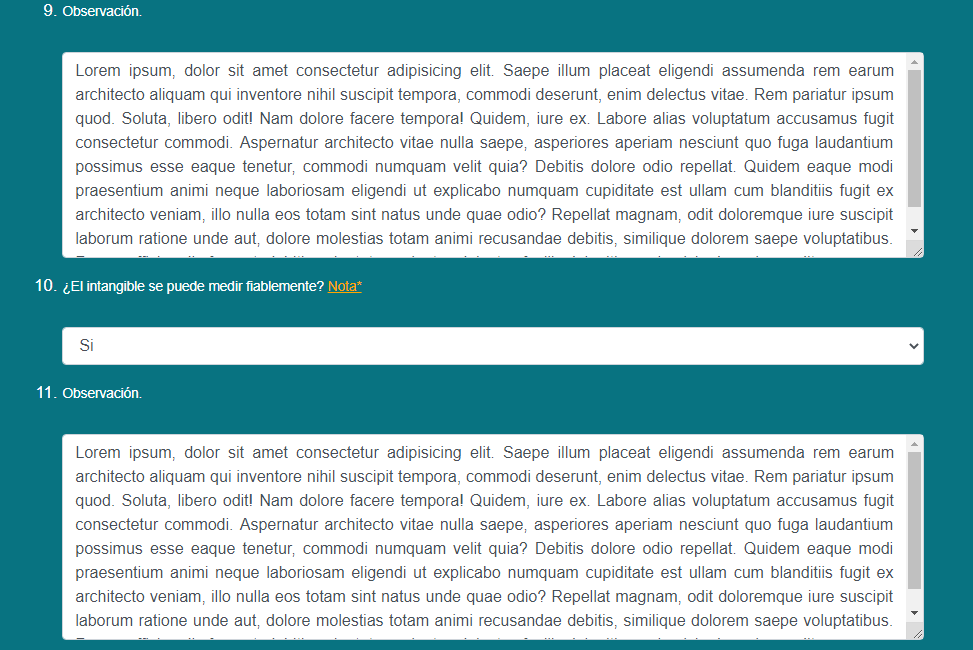 9. Observación.
Lorem ipsum, dolor sit amet consectetur adipisicing elit. Saepe illum placeat eligendi assumenda rem earum
architecto aliquam qui inventore nihil suscipit tempora, commodi deserunt, enim delectus vitae. Rem pariatur ipsum
quod. Soluta, libero odit! Nam dolore facere tempora! Quidem, iure ex. Labore alias voluptatum accusamus fugit
consectetur commodi. Aspernatur architecto vitae nulla saepe, asperiores aperiam nesciunt quo fuga laudantium
possimus esse eaque tenetur, commodi numquam velit quia? Debitis dolore odio repellat. Quidem eaque modi
praesentium animi neque laboriosam eligendi ut explicabo numquam cupiditate est ullam cum blanditiis fugit ex
architecto veniam, illo nulla eos totam sint natus unde quae odio? Repellat magnam, odit doloremque iure suscipit
laborum ratione unde aut, dolore molestias totam animi recusandae debitis, similique dolorem saepe voluptatibus.
10. ¿El intangible se puede medir fiablemente? Nota*
Si
11. Observación.
Lorem ipsum, dolor sit amet consectetur adipisicing elit. Saepe illum placeat eligendi assumenda rem earum
architecto aliquam qui inventore nihil suscipit tempora, commodi deserunt, enim delectus vitae. Rem pariatur ipsum
quod. Soluta, libero odit! Nam dolore facere tempora! Quidem, iure ex. Labore alias voluptatum accusamus fugit
consectetur commodi. Aspernatur architecto vitae nulla saepe, asperiores aperiam nesciunt quo fuga laudantium
possimus esse eaque tenetur, commodi numquam velit quia? Debitis dolore odio repellat. Quidem eaque modi
praesentium animi neque laboriosam eligendi ut explicabo numquam cupiditate est ullam cum blanditiis fugit ex
architecto veniam, illo nulla eos totam sint natus unde quae odio? Repellat magnam, odit doloremque iure suscipit
laborum ratione unde aut, dolore molestias totam animi recusandae debitis, similique dolorem saepe voluptatibus.